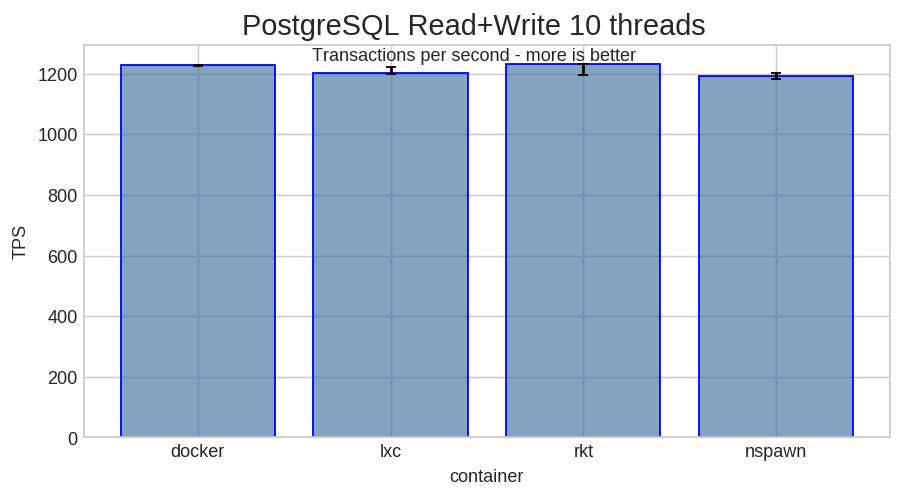 PostgreSQL Read+Write 10 threads
Transactions per second - more is better
1200
1000
800
600
400
200
0
TPS
docker lxc rkt nspawn
container